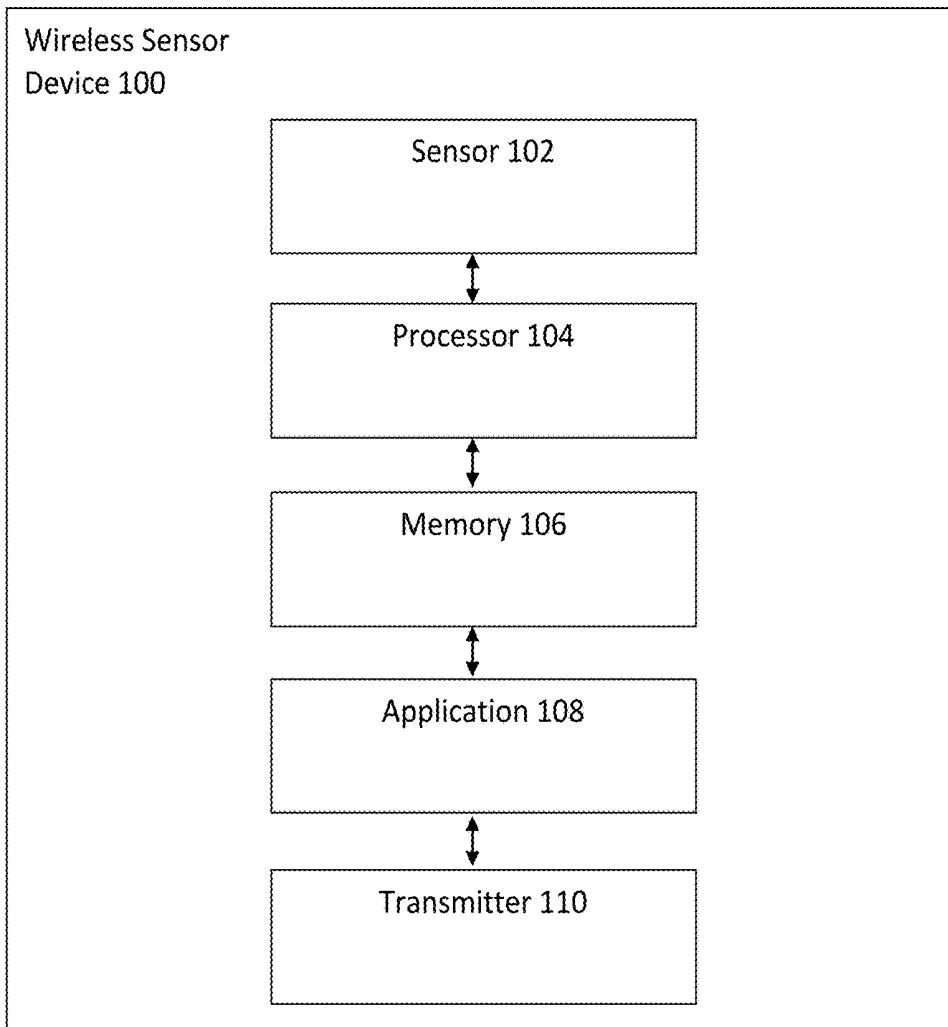 Wireless Sensor
Device 100
Sensor 102
Processor 104
Memory 106
Application 108
Transmitter 110